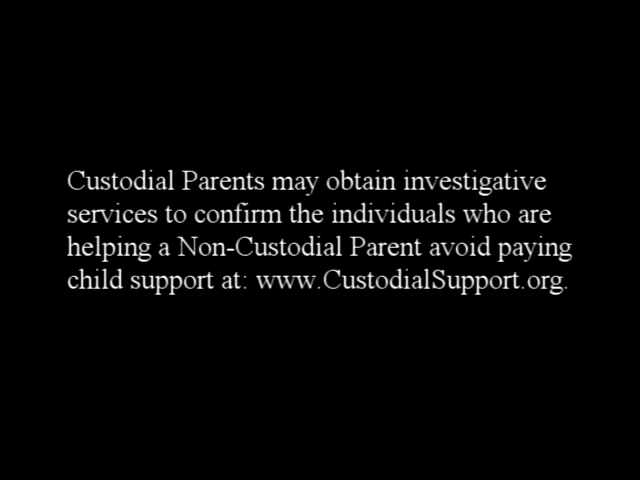 Custodial Parents may obtain investigative
services to confirm the individuals who are
helping a Non-Custodial Parent avoid paying
child support at: www.CustodialSupport.org.